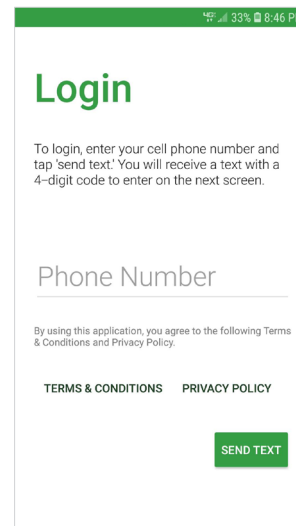 4G 33% 8:46 P
Login
To login, enter your cell phone number and
tap 'send text.' You will receive a text with a
4-digit code to enter on the next screen.
Phone Number
By using this application, you agree to the following Terms
& Conditions and Privacy Policy.
TERMS & CONDITIONS PRIVACY POLICY
SEND TEXT